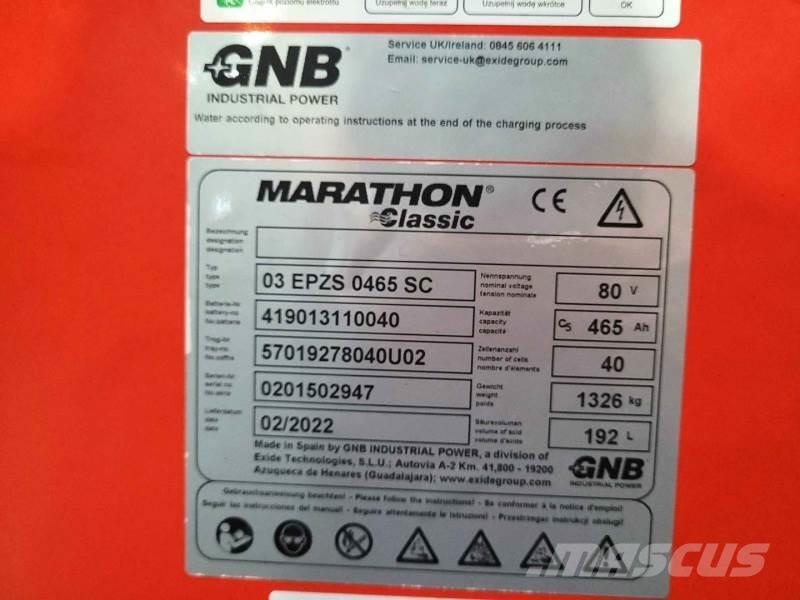 poziomu elektrolitu
Uzupełnij wodę teraz
Uzupełnij wodę wkrótce
OK
GNB®
INDUSTRIAL POWER
Service UK/Ireland: 0845 606 4111
Email: service-uk@exidegroup.com
Water according to operating instructions at the end of the charging process
MARATHON®
Classic
CE
Bezeichnung
designation
désignation
Typ
type
type
03 EPZS 0465 SC
Nennspannung
nominal voltage
tension nominale
80 V
Batterie-Nr
battery-no
No.batterie
419013110040
Kapazität
capacity
capacité
C5 465 Ah
Trog-Nr
tray-no
No.coffre
57019278040U02
Zellenanzahl
number of cells
nombre d'éléments
40
Serien-Nr
serial no
No.série
0201502947
Gewicht
weight
poids
1326 kg
Lieferdatum
date
date
02/2022
Säurevolumen
volume of acid
volume d'acide
192 L
Made in Spain by GNB INDUSTRIAL POWER, a division of
Exide Technologies, S.L.U.; Autovia A-2 Km. 41,800 - 19200
Azuqueca de Henares (Guadalajara); www.exidegroup.com
GNB
INDUSTRIAL POWER
Gebrauchsanweisung beachten! - Please follow the instructions! - Se conformer à la notice d'emploi!
Seguir las instrucciones del manual! - Seguire attentamente le istruzioni! - Przestrzegac instrukcji obslugi!
MASCUS